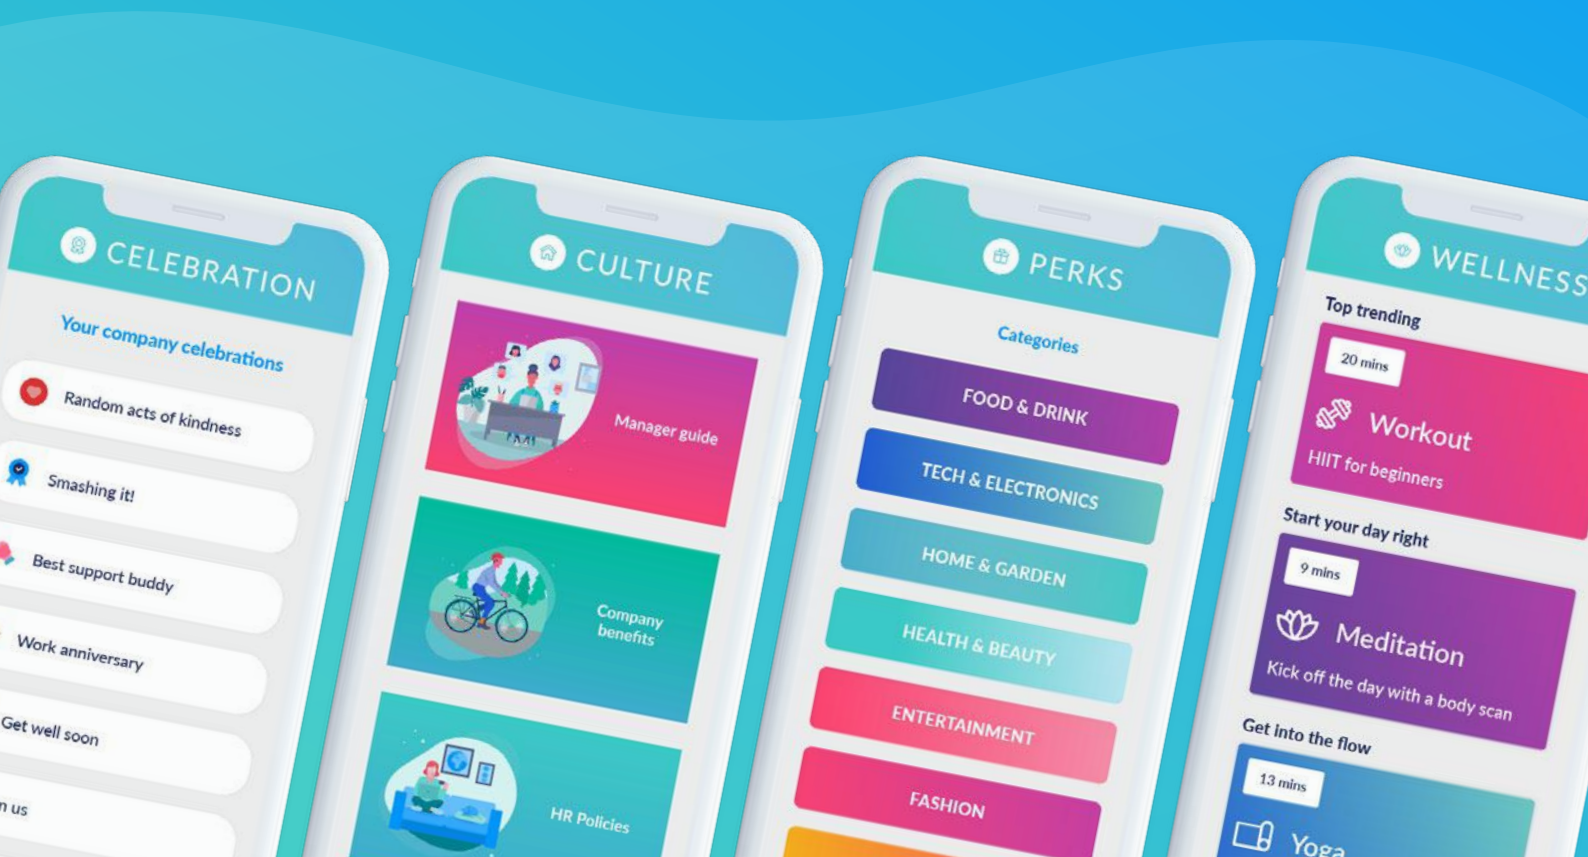 CELEBRATION
Your company celebrations
Random acts of kindness
Smashing it!
Best support buddy
Work anniversary
Get well soon
n us
CULTURE
Manager guide
Company
benefits
HR Policies
PERKS
Categories
FOOD & DRINK
TECH & ELECTRONICS
HOME & GARDEN
HEALTH & BEAUTY
ENTERTAINMENT
FASHION
WELLNESS
Top trending
20 mins
Workout
HIIT for beginners
Start your day right
9 mins
Meditation
Kick off the day with a body scan
Get into the flow
13 mins
Yoga